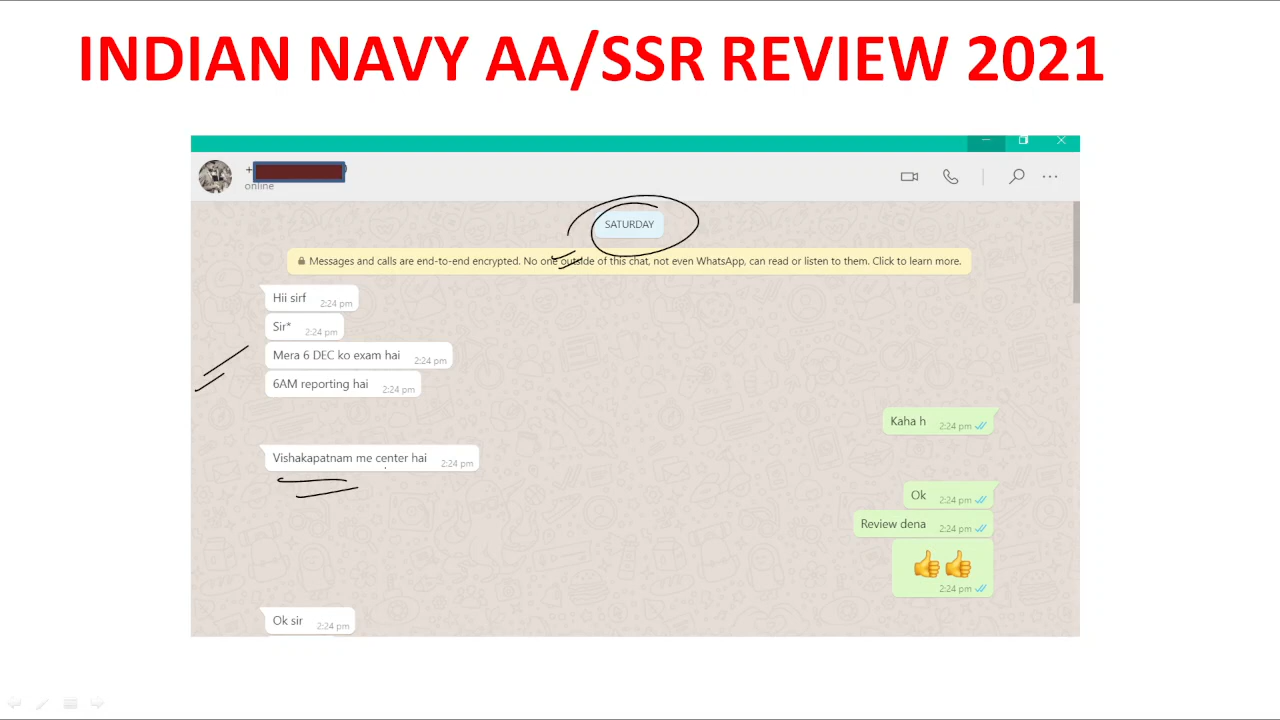 INDIAN NAVY AA/SSR REVIEW 2021
+
online
SATURDAY
Messages and calls are end-to-end encrypted. No one outside of this chat, not even WhatsApp, can read or listen to them. Click to learn more.
Hii sirf 2:24 pm
Sir* 2:24 pm
Mera 6 DEC ko exam hai 2:24 pm
6AM reporting hai 2:24 pm
Kaha h 2:24 pm
Vishakapatnam me center hai 2:24 pm
Ok 2:24 pm
Review dena 2:24 pm
👍👍
2:24 pm
Ok sir 2:24 pm